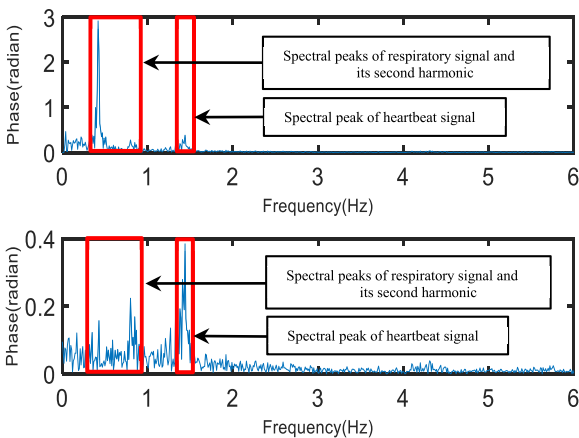 3
Spectral peaks of respiratory signal and
its second harmonic
2
Spectral peak of heartbeat signal
1
0
Phase(radian)
0 1 2 3 4 5 6
Frequency(Hz)
0.4
Spectral peaks of respiratory signal and
its second harmonic
0.2
Spectral peak of heartbeat signal
0
Phase(radian)
0 1 2 3 4 5 6
Frequency(Hz)